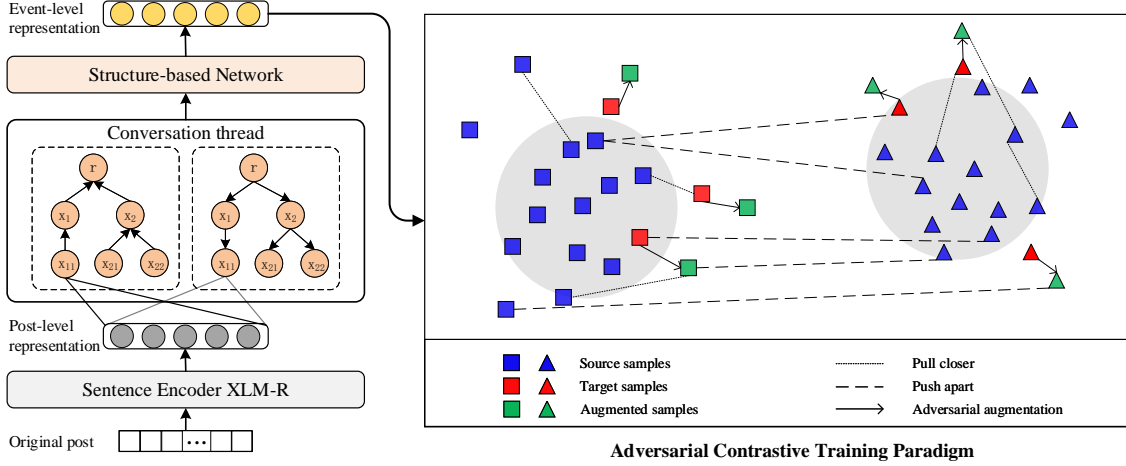 Event-level
representation
Structure-based Network
Conversation thread
r
x1
x2
x11
x21
x22
r
x1
x2
x11
x21
x22
Post-level
representation
Sentence Encoder XLM-R
Original post
...
Source samples
Target samples
Augmented samples
Pull closer
Push apart
Adversarial augmentation
Adversarial Contrastive Training Paradigm